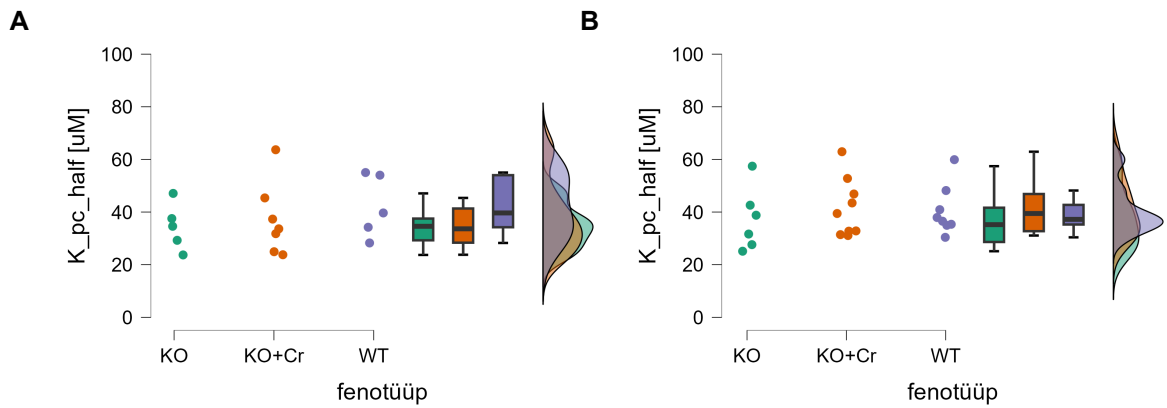 A
K_pc_half [uM]
100
80
60
40
20
0
KO
KO+Cr
WT
fenotüüp
B
K_pc_half [uM]
100
80
60
40
20
0
KO
KO+Cr
WT
fenotüüp